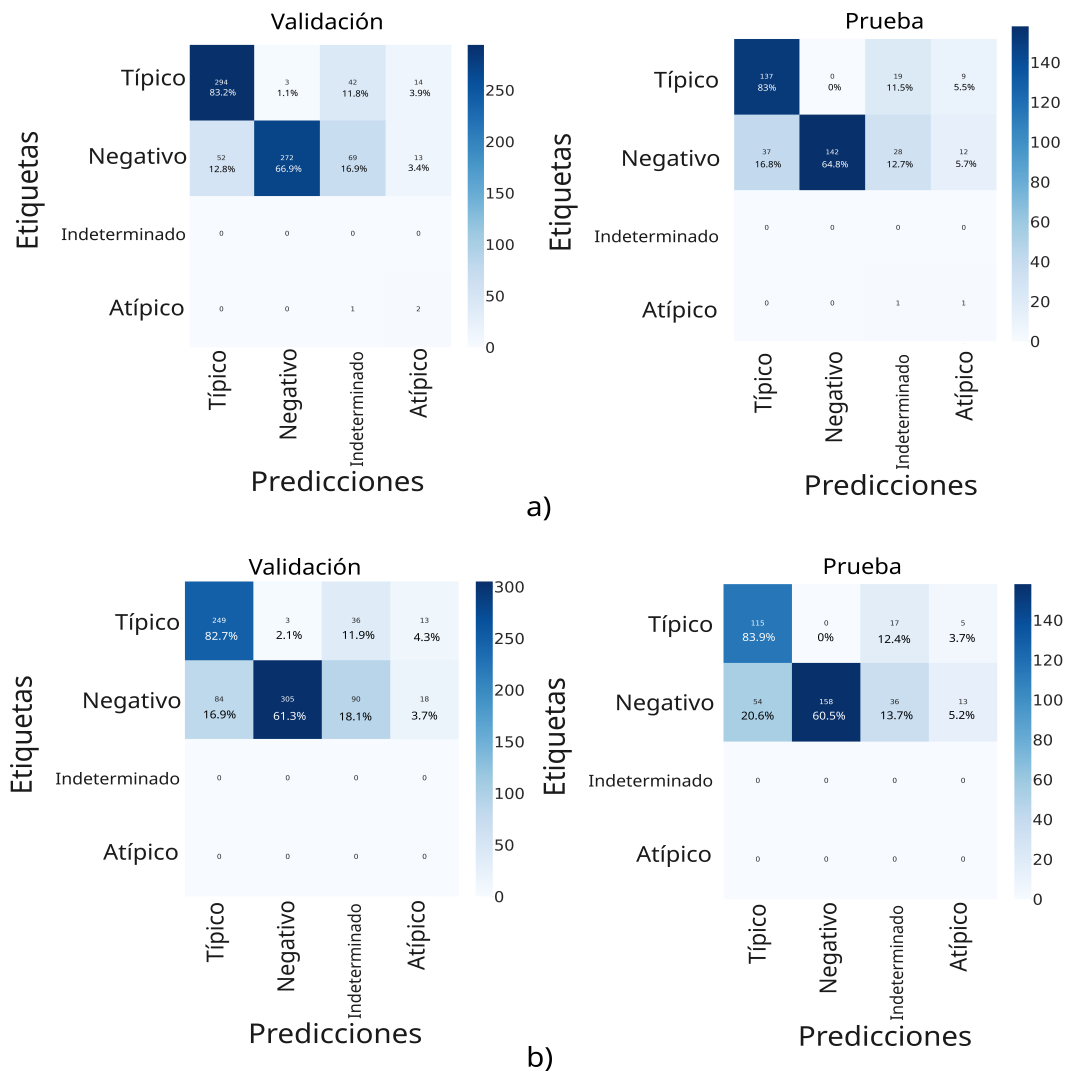 Validación
Típico
294 3 42 14
83.2% 1.1% 11.8% 3.9%
250
Negativo
52 272 69 13
12.8% 66.9% 16.9% 3.4%
200
150
Indeterminado
0 0 0 0
100
50
Atípico
0 0 1 2
0
Etiquetas
Típico
Negativo
Indeterminado
Atípico
Predicciones
Prueba
Típico
137 0 19 9
83% 0% 11.5% 5.5%
140
120
Negativo
37 142 28 12
16.8% 64.8% 12.7% 5.7%
100
80
Indeterminado
0 0 0 0
60
40
Atípico
0 0 1 1
20
0
Etiquetas
Típico
Negativo
Indeterminado
Atípico
Predicciones
a)
Validación
Típico
249 3 36 13
82.7% 2.1% 11.9% 4.3%
300
250
Negativo
84 305 90 18
16.9% 61.3% 18.1% 3.7%
200
150
Indeterminado
0 0 0 0
100
50
Atípico
0 0 0 0
0
Etiquetas
Típico
Negativo
Indeterminado
Atípico
Predicciones
Prueba
Típico
115 0 17 5
83.9% 0% 12.4% 3.7%
140
120
Negativo
54 158 36 13
20.6% 60.5% 13.7% 5.2%
100
80
Indeterminado
0 0 0 0
60
40
Atípico
0 0 0 0
20
0
Etiquetas
Típico
Negativo
Indeterminado
Atípico
Predicciones
b)